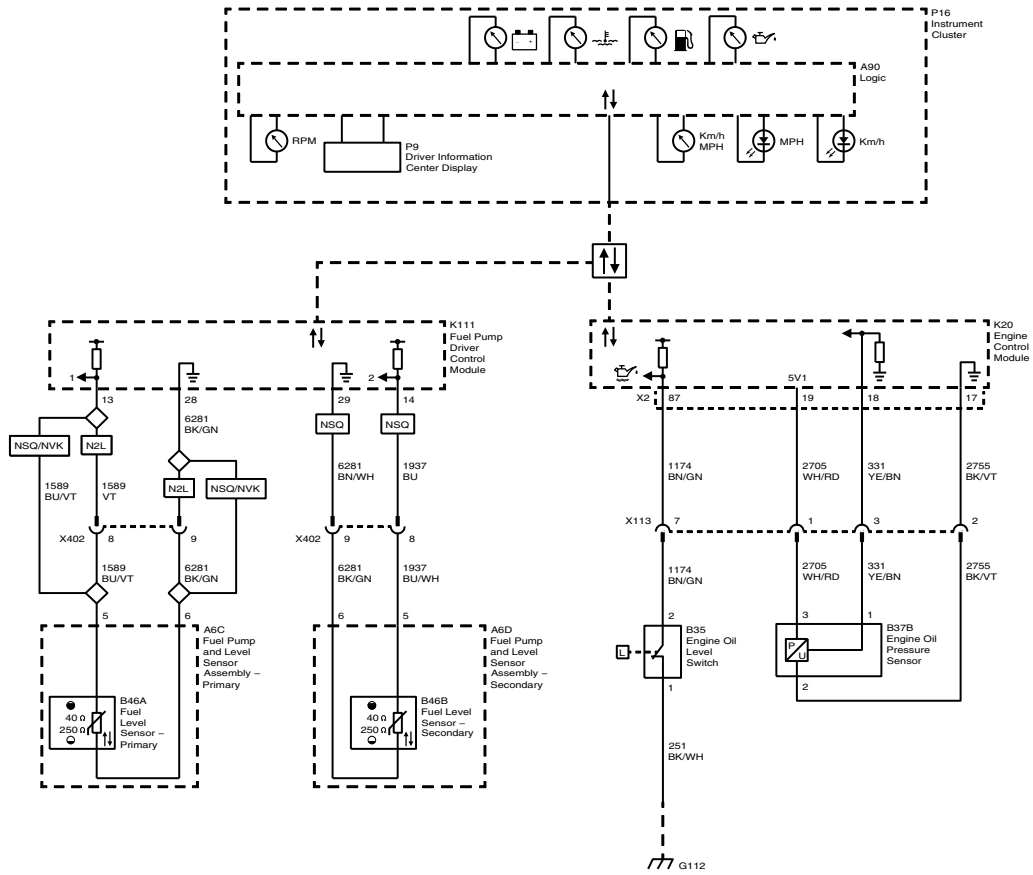 P16
Instrument
Cluster
A90
Logic
RPM
P9
Driver Information
Center Display
Km/h
MPH
MPH
Km/h
K111
Fuel Pump
Driver
Control
Module
1
2
13
28
29
14
K20
Engine
Control
Module
5V1
X2
87
19
18
17
NSQ/NVK
N2L
6281
BK/GN
N2L
NSQ/NVK
NSQ
NSQ
1589
BU/VT
1589
VT
6281
BN/WH
1937
BU
1174
BN/GN
2705
WH/RD
331
YE/BN
2755
BK/VT
X402
8
9
X402
9
8
X113
7
1
3
2
1589
BU/VT
6281
BK/GN
6281
BK/GN
1937
BU/WH
1174
BN/GN
2705
WH/RD
331
YE/BN
2755
BK/VT
5
6
6
5
2
3
1
A6C
Fuel Pump
and Level
Sensor
Assembly –
Primary
A6D
Fuel Pump
and Level
Sensor
Assembly –
Secondary
L
B35
Engine Oil
Level
Switch
P
U
B37B
Engine Oil
Pressure
Sensor
1
2
40 Ω
250 Ω
B46A
Fuel
Level
Sensor –
Primary
40 Ω
250 Ω
B46B
Fuel Level
Sensor –
Secondary
251
BK/WH
G112